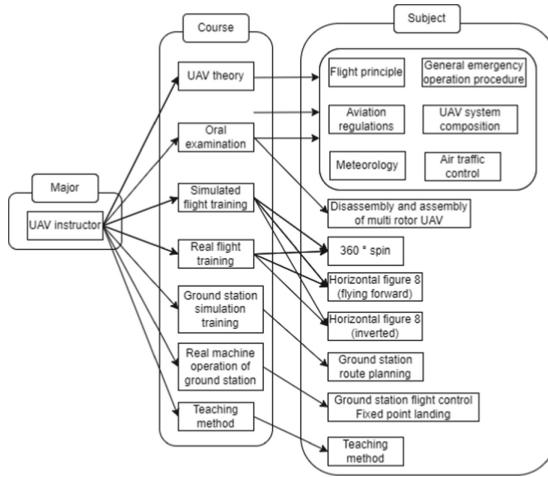 Subject
Course
Major
UAV instructor
UAV theory
Oral
examination
Simulated
flight training
Real flight
training
Ground station
simulation
training
Real machine
operation of
ground station
Teaching
method
Flight principle
General emergency
operation procedure
Aviation
regulations
UAV system
composition
Meteorology
Air traffic
control
Disassembly and assembly
of multi rotor UAV
360 ° spin
Horizontal figure 8
(flying forward)
Horizontal figure 8
(inverted)
Ground station
route planning
Ground station flight control
Fixed point landing
Teaching
method